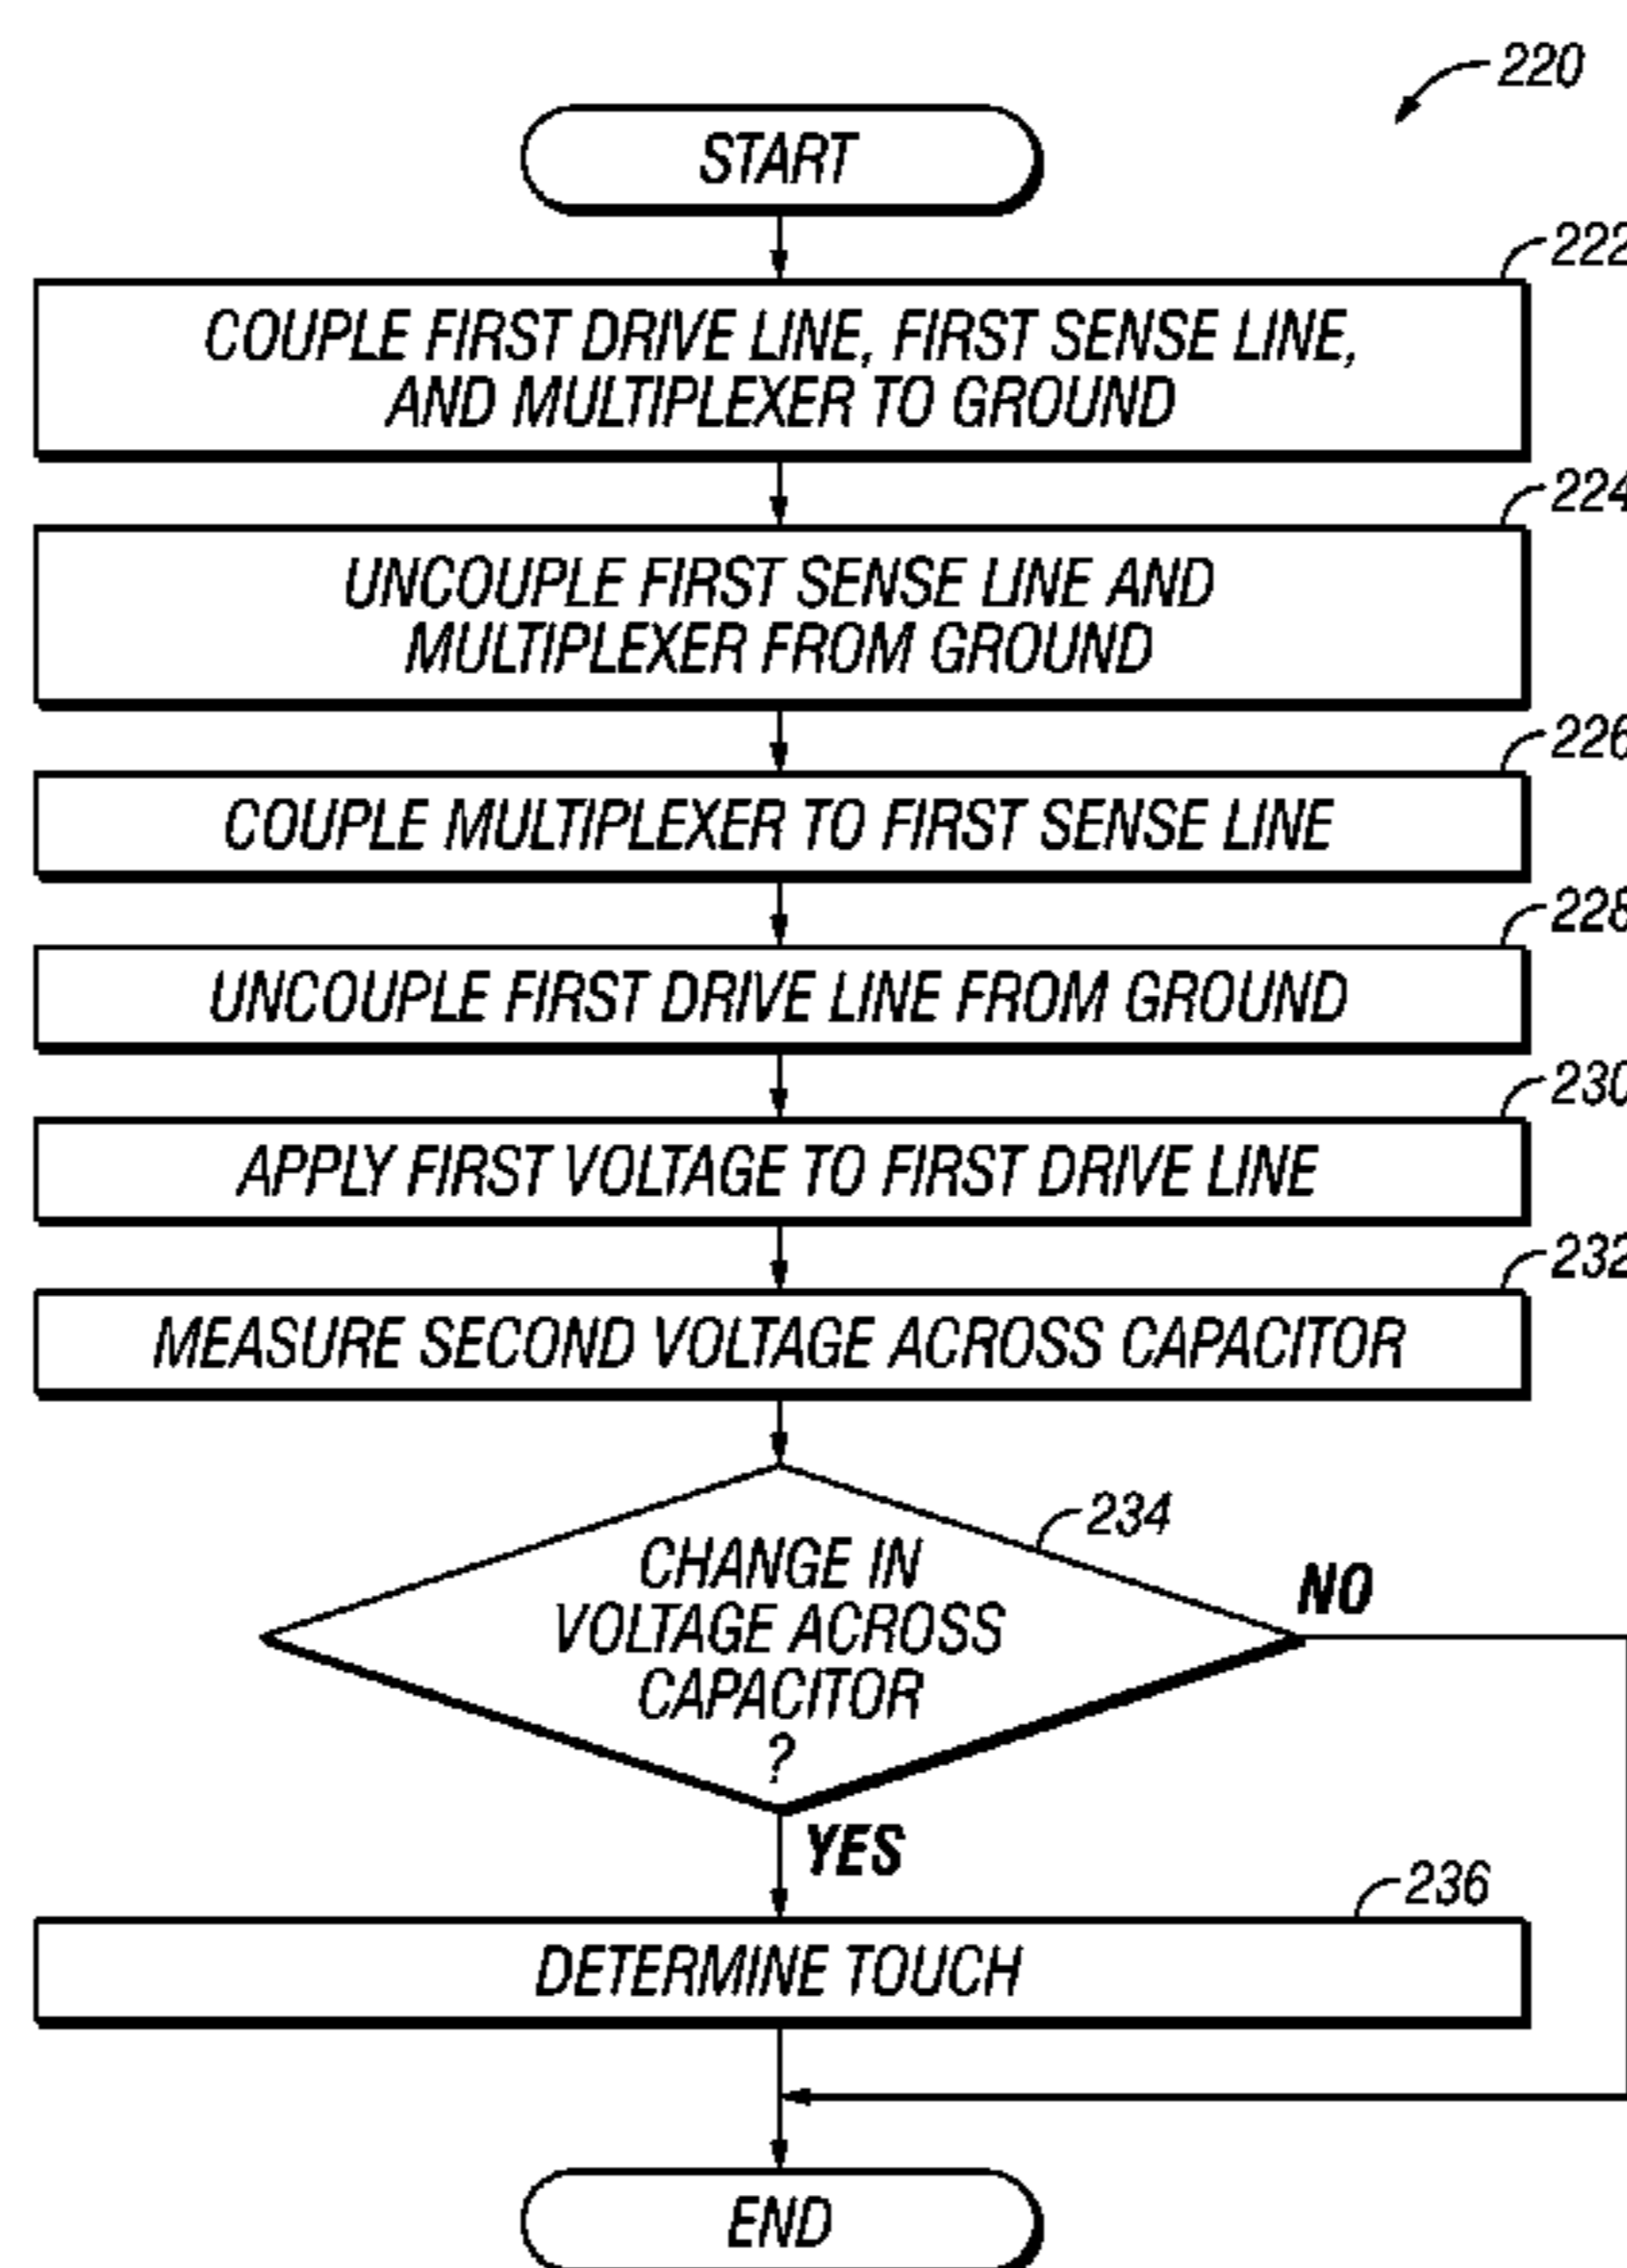 220
START
222
COUPLE FIRST DRIVE LINE, FIRST SENSE LINE,
AND MULTIPLEXER TO GROUND
224
UNCOUPLE FIRST SENSE LINE AND
MULTIPLEXER FROM GROUND
226
COUPLE MULTIPLEXER TO FIRST SENSE LINE
228
UNCOUPLE FIRST DRIVE LINE FROM GROUND
230
APPLY FIRST VOLTAGE TO FIRST DRIVE LINE
232
MEASURE SECOND VOLTAGE ACROSS CAPACITOR
234
CHANGE IN
VOLTAGE ACROSS
CAPACITOR
?
NO
YES
236
DETERMINE TOUCH
END